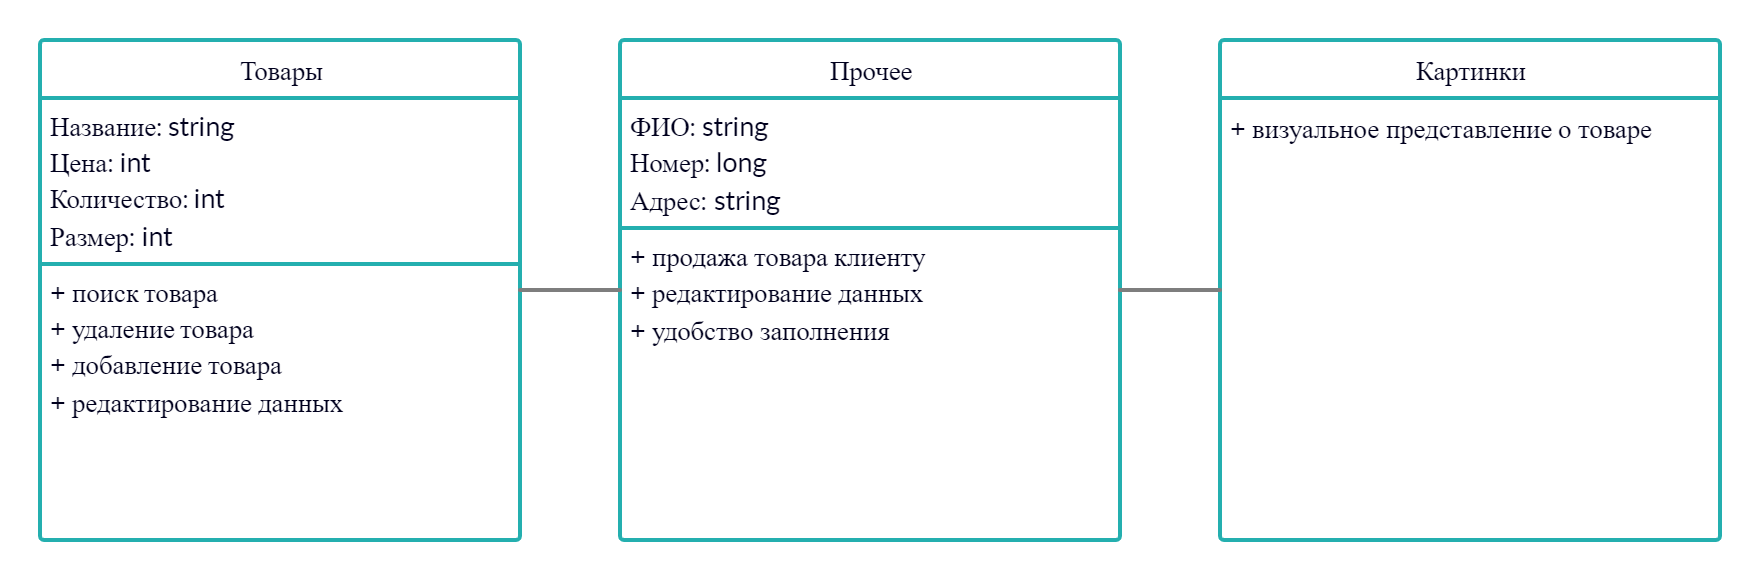 Товары
Название: string
Цена: int
Количество: int
Размер: int
+ поиск товара
+ удаление товара
+ добавление товара
+ редактирование данных
Прочее
ФИО: string
Номер: long
Адрес: string
+ продажа товара клиенту
+ редактирование данных
+ удобство заполнения
Картинки
+ визуальное представление о товаре